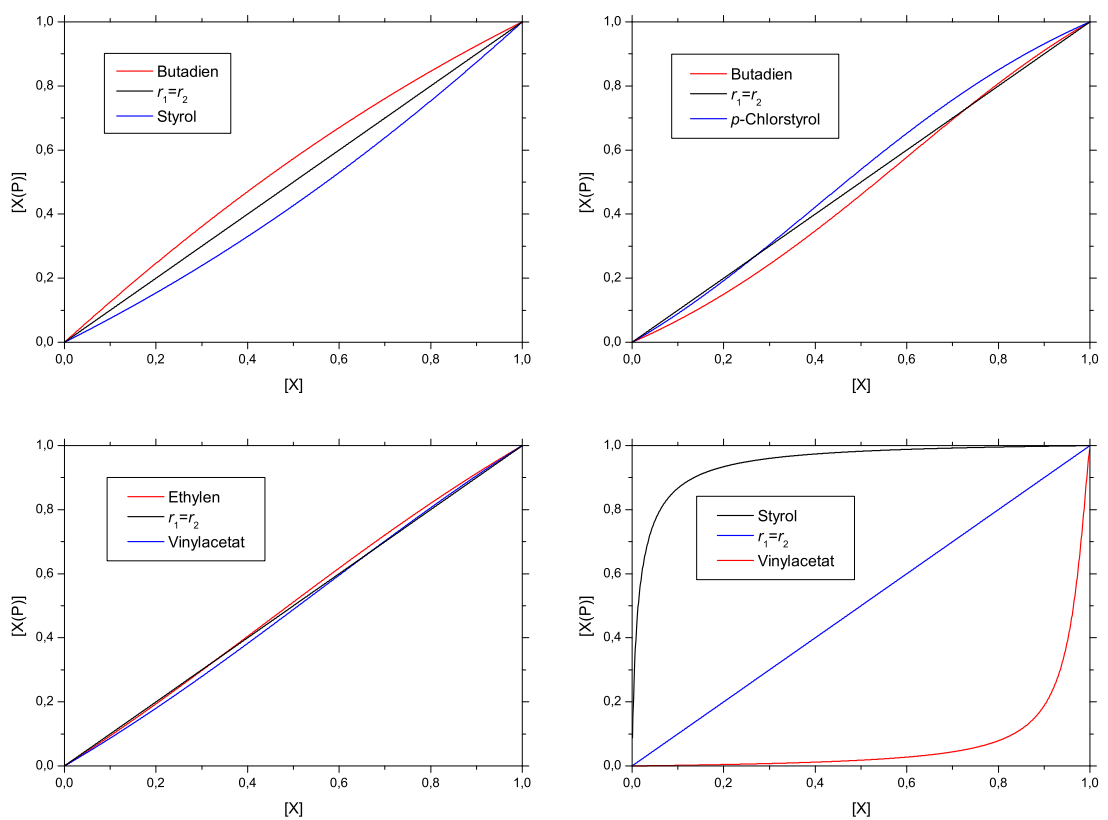 1,0
0,8
0,6
0,4
0,2
0,0
[X(P)]
Butadien
r1=r2
Styrol
0,0 0,2 0,4 0,6 0,8 1,0
[X]
1,0
0,8
0,6
0,4
0,2
0,0
[X(P)]
Butadien
r1=r2
p-Chlorstyrol
0,0 0,2 0,4 0,6 0,8 1,0
[X]
1,0
0,8
0,6
0,4
0,2
0,0
[X(P)]
Ethylen
r1=r2
Vinylacetat
0,0 0,2 0,4 0,6 0,8 1,0
[X]
1,0
0,8
0,6
0,4
0,2
0,0
[X(P)]
Styrol
r1=r2
Vinylacetat
0,0 0,2 0,4 0,6 0,8 1,0
[X]